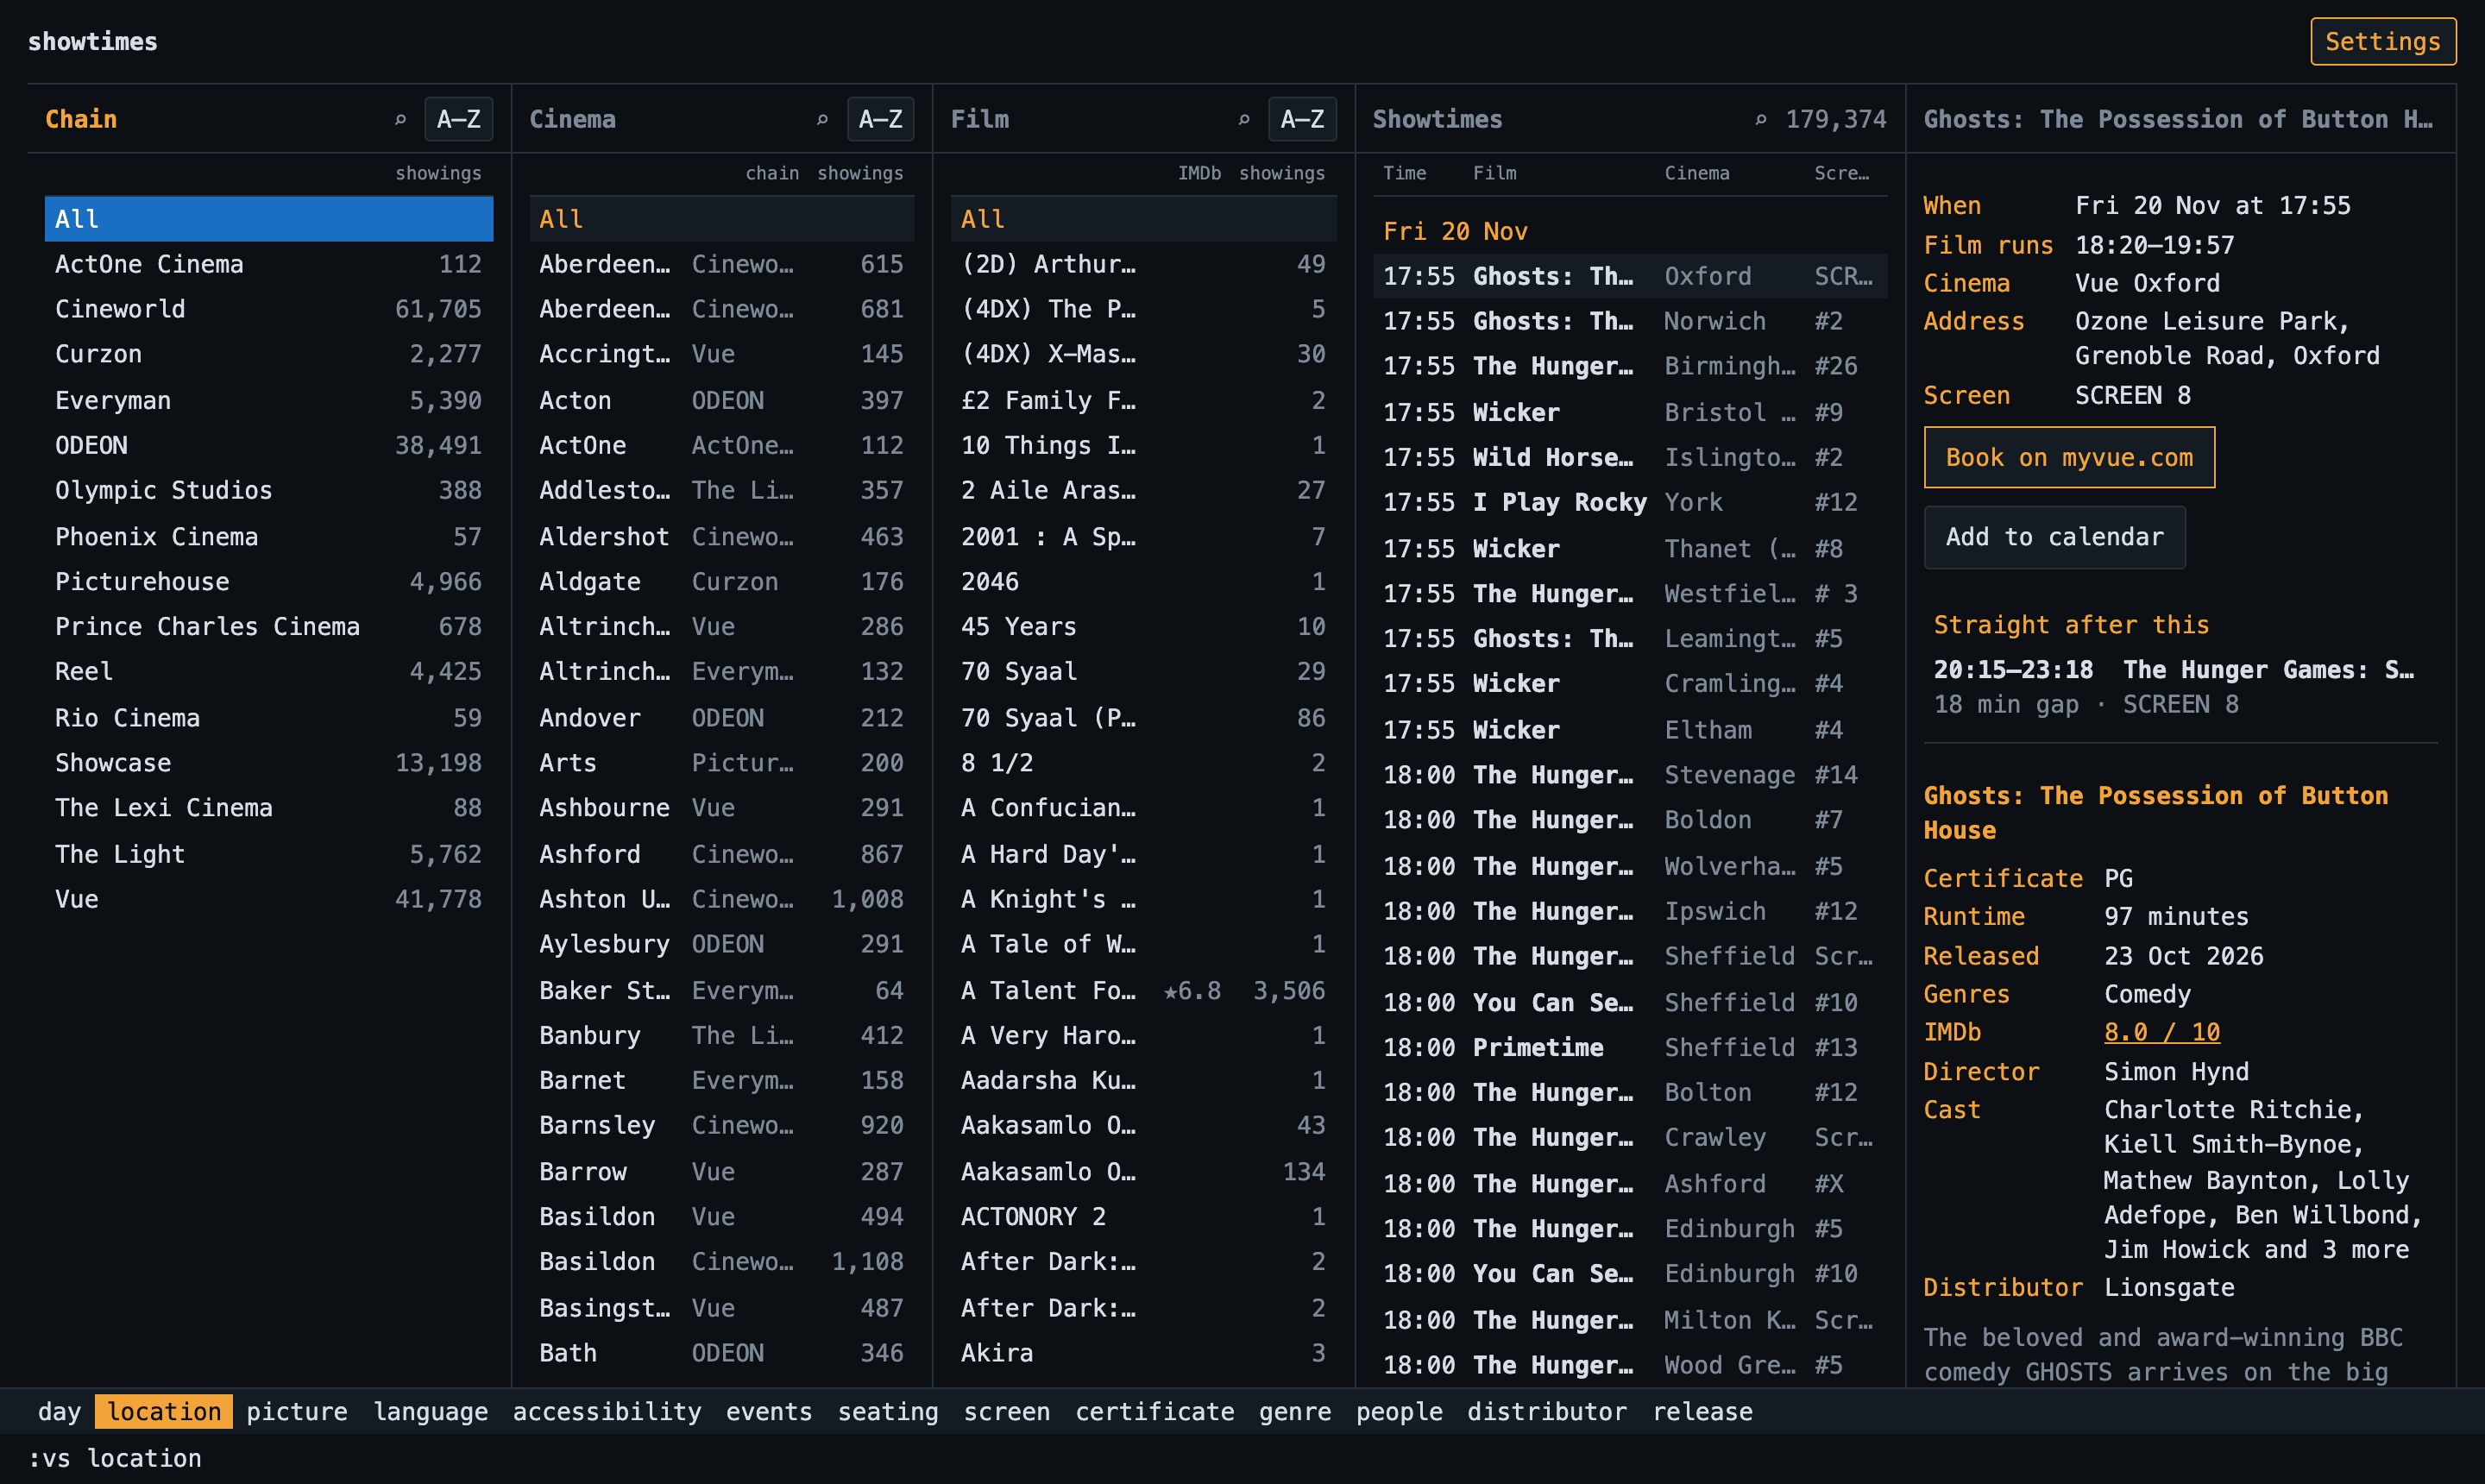 showtimes
Settings
Chain ⌕ A–Z
showings
All
ActOne Cinema 112
Cineworld 61,705
Curzon 2,277
Everyman 5,390
ODEON 38,491
Olympic Studios 388
Phoenix Cinema 57
Picturehouse 4,966
Prince Charles Cinema 678
Reel 4,425
Rio Cinema 59
Showcase 13,198
The Lexi Cinema 88
The Light 5,762
Vue 41,778
Cinema ⌕ A–Z
chain showings
All
Aberdeen… Cinewo… 615
Aberdeen… Cinewo… 681
Accringt… Vue 145
Acton ODEON 397
ActOne ActOne… 112
Addlesto… The Li… 357
Aldershot Cinewo… 463
Aldgate Curzon 176
Altrinch… Vue 286
Altrinch… Everym… 132
Andover ODEON 212
Arts Pictur… 200
Ashbourne Vue 291
Ashford Cinewo… 867
Ashton U… Cinewo… 1,008
Aylesbury ODEON 291
Baker St… Everym… 64
Banbury The Li… 412
Barnet Everym… 158
Barnsley Cinewo… 920
Barrow Vue 287
Basildon Vue 494
Basildon Cinewo… 1,108
Basingst… Vue 487
Bath ODEON 346
Film ⌕ A–Z
IMDb showings
All
(2D) Arthur… 49
(4DX) The P… 5
(4DX) X–Mas… 30
£2 Family F… 2
10 Things I… 1
2 Aile Aras… 27
2001 : A Sp… 7
2046 1
45 Years 10
70 Syaal 29
70 Syaal (P… 86
8 1/2 2
A Confucian… 1
A Hard Day'… 1
A Knight's … 1
A Tale of W… 1
A Talent Fo… ★6.8 3,506
A Very Haro… 1
Aadarsha Ku… 1
Aakasamlo O… 43
Aakasamlo O… 134
ACTONORY 2 1
After Dark:… 2
After Dark:… 2
Akira 3
Showtimes ⌕ 179,374
Time Film Cinema Scre…
Fri 20 Nov
17:55 Ghosts: Th… Oxford SCR…
17:55 Ghosts: Th… Norwich #2
17:55 The Hunger… Birmingh… #26
17:55 Wicker Bristol … #9
17:55 Wild Horse… Islingto… #2
17:55 I Play Rocky York #12
17:55 Wicker Thanet (… #8
17:55 The Hunger… Westfiel… # 3
17:55 Ghosts: Th… Leamingt… #5
17:55 Wicker Cramling… #4
17:55 Wicker Eltham #4
18:00 The Hunger… Stevenage #14
18:00 The Hunger… Boldon #7
18:00 The Hunger… Wolverha… #5
18:00 The Hunger… Ipswich #12
18:00 The Hunger… Sheffield Scr…
18:00 You Can Se… Sheffield #10
18:00 Primetime Sheffield #13
18:00 The Hunger… Bolton #12
18:00 The Hunger… Crawley Scr…
18:00 The Hunger… Ashford #X
18:00 The Hunger… Edinburgh #5
18:00 You Can Se… Edinburgh #10
18:00 The Hunger… Milton K… Scr…
18:00 The Hunger… Wood Gre… #5
Ghosts: The Possession of Button H…
When Fri 20 Nov at 17:55
Film runs 18:20–19:57
Cinema Vue Oxford
Address Ozone Leisure Park,
Grenoble Road, Oxford
Screen SCREEN 8
Book on myvue.com
Add to calendar
Straight after this
20:15–23:18 The Hunger Games: S…
18 min gap · SCREEN 8
Ghosts: The Possession of Button
House
Certificate PG
Runtime 97 minutes
Released 23 Oct 2026
Genres Comedy
IMDb 8.0 / 10
Director Simon Hynd
Cast Charlotte Ritchie,
Kiell Smith–Bynoe,
Mathew Baynton, Lolly
Adefope, Ben Willbond,
Jim Howick and 3 more
Distributor Lionsgate
The beloved and award–winning BBC
comedy GHOSTS arrives on the big
day location picture language accessibility events seating screen certificate genre people distributor release
:vs location